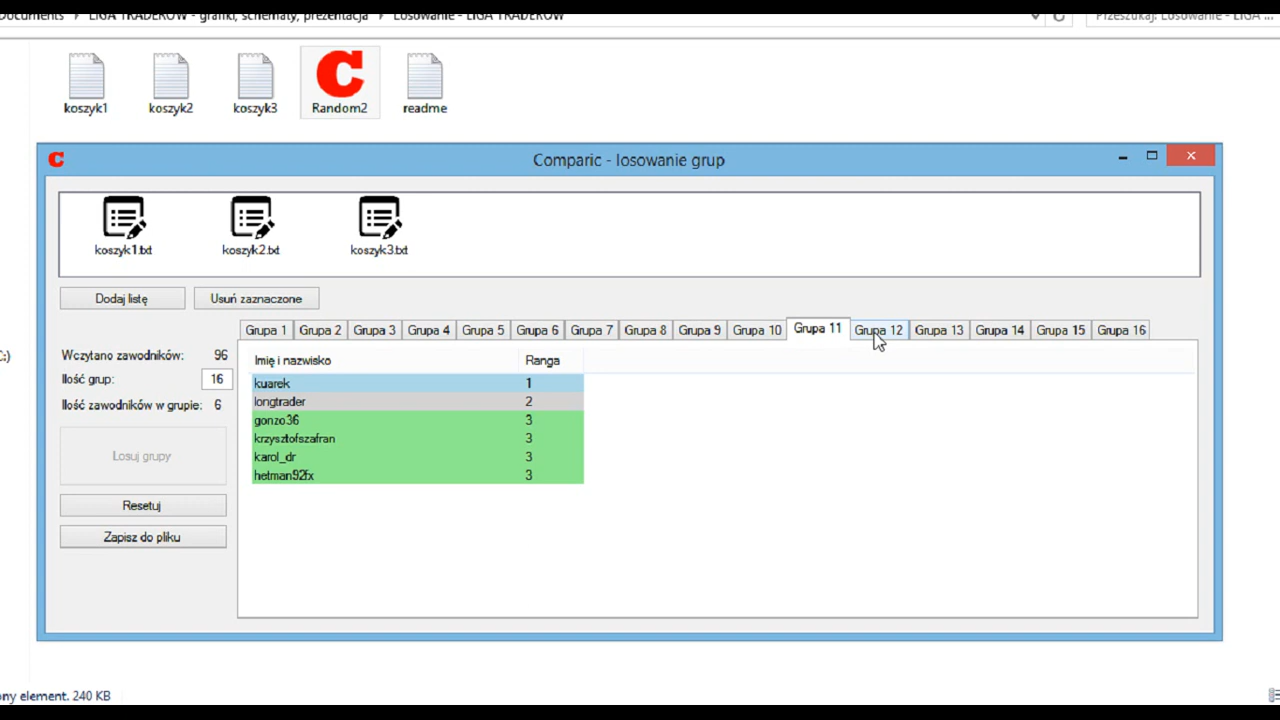 Documents ▸ LIGA TRADERÓW - grafiki, schematy, prezentacja ▸ Losowanie - LIGA TRADERÓW
Przeszukaj: Losowanie - LIGA ...
koszyk1 koszyk2 koszyk3 Random2 readme
Comparic - losowanie grup
koszyk1.txt koszyk2.txt koszyk3.txt
Dodaj listę Usuń zaznaczone
Grupa 1 Grupa 2 Grupa 3 Grupa 4 Grupa 5 Grupa 6 Grupa 7 Grupa 8 Grupa 9 Grupa 10 Grupa 11 Grupa 12 Grupa 13 Grupa 14 Grupa 15 Grupa 16
Wczytano zawodników: 96
Ilość grup: 16
Ilość zawodników w grupie: 6
Losuj grupy
Resetuj
Zapisz do pliku
Imię i nazwisko Ranga
kuarek 1
longtrader 2
gonzo36 3
krzysztofszafran 3
karol_dr 3
hetman92fx 3
:)
ony element. 240 KB